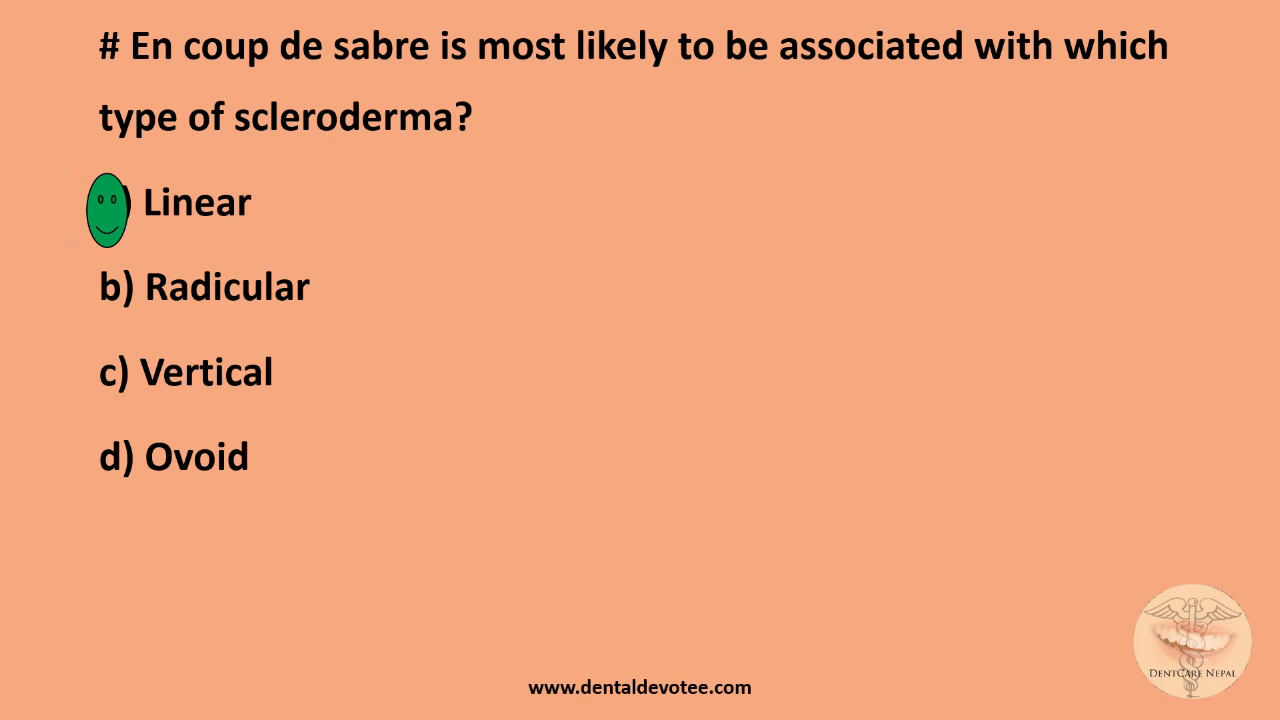 # En coup de sabre is most likely to be associated with which
type of scleroderma?
) Linear
b) Radicular
c) Vertical
d) Ovoid
DENTCARE NEPAL
www.dentaldevotee.com